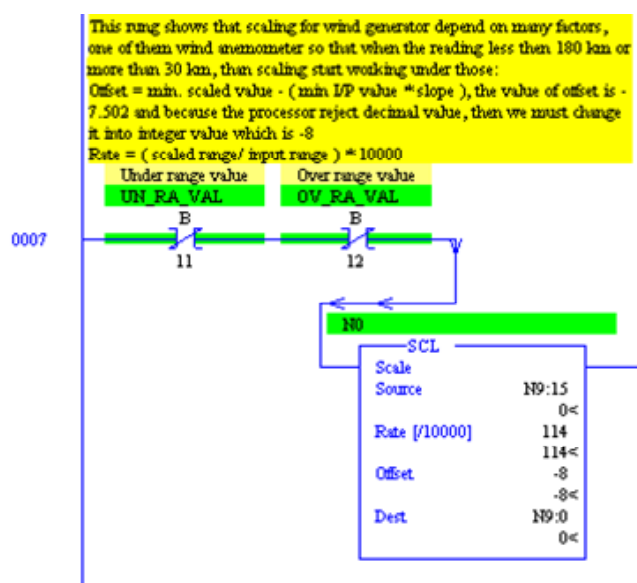 This rung shows that scaling for wind generator depend on many factors,
one of them wind anemometer so that when the reading less then 180 km or
more than 30 km, than scaling start working under those:
Offset = min. scaled value - ( min I/P value * slope ), the value of offset is -
7.502 and because the processor reject decimal value, then we must change
it into integer value which is -8
Rate = ( scaled range/ input range ) * 10000
Under range value Over range value
UN_RA_VAL OV_RA_VAL
B B
0007
11 12
N0
SCL
Scale
Source N9:15
0<
Rate [/10000] 114
114<
Offset -8
-8<
Dest N9:0
0<